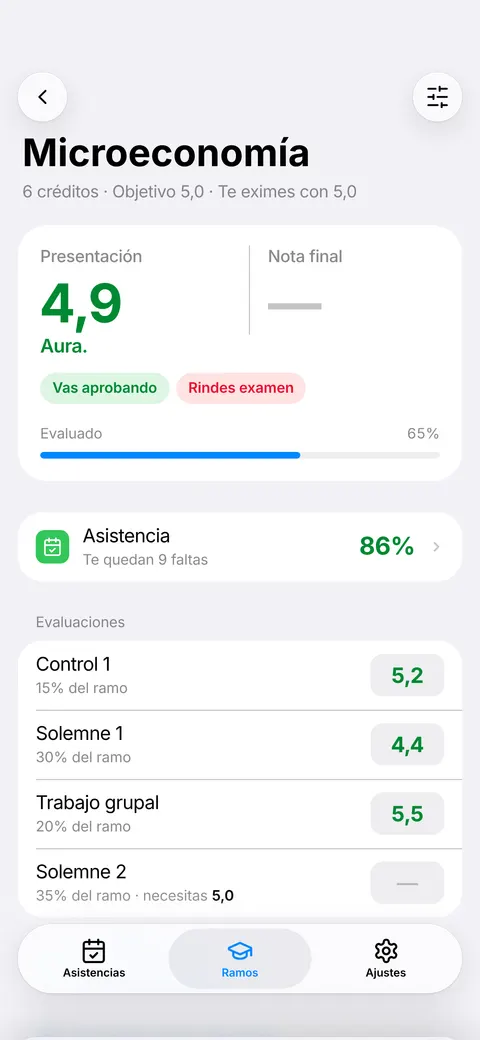 Microeconomía
6 créditos · Objetivo 5,0 · Te eximes con 5,0
Presentación
4,9
Aura.
Nota final
—
Vas aprobando
Rindes examen
Evaluado
65%
Asistencia
Te quedan 9 faltas
86%
Evaluaciones
Control 1
15% del ramo
5,2
Solemne 1
30% del ramo
4,4
Trabajo grupal
20% del ramo
5,5
Solemne 2
35% del ramo · necesitas 5,0
—
Asistencias
Ramos
Ajustes